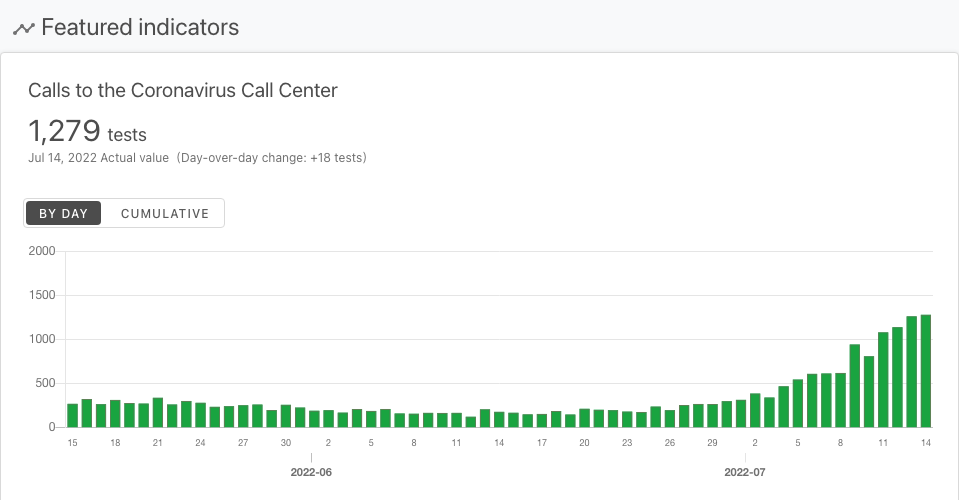 Featured indicators
Calls to the Coronavirus Call Center
1,279 tests
Jul 14, 2022 Actual value (Day-over-day change: +18 tests)
BY DAY CUMULATIVE
2000
1500
1000
500
0
15 18 21 24 27 30 2 5 8 11 14 17 20 23 26 29 2 5 8 11 14
2022-06 2022-07